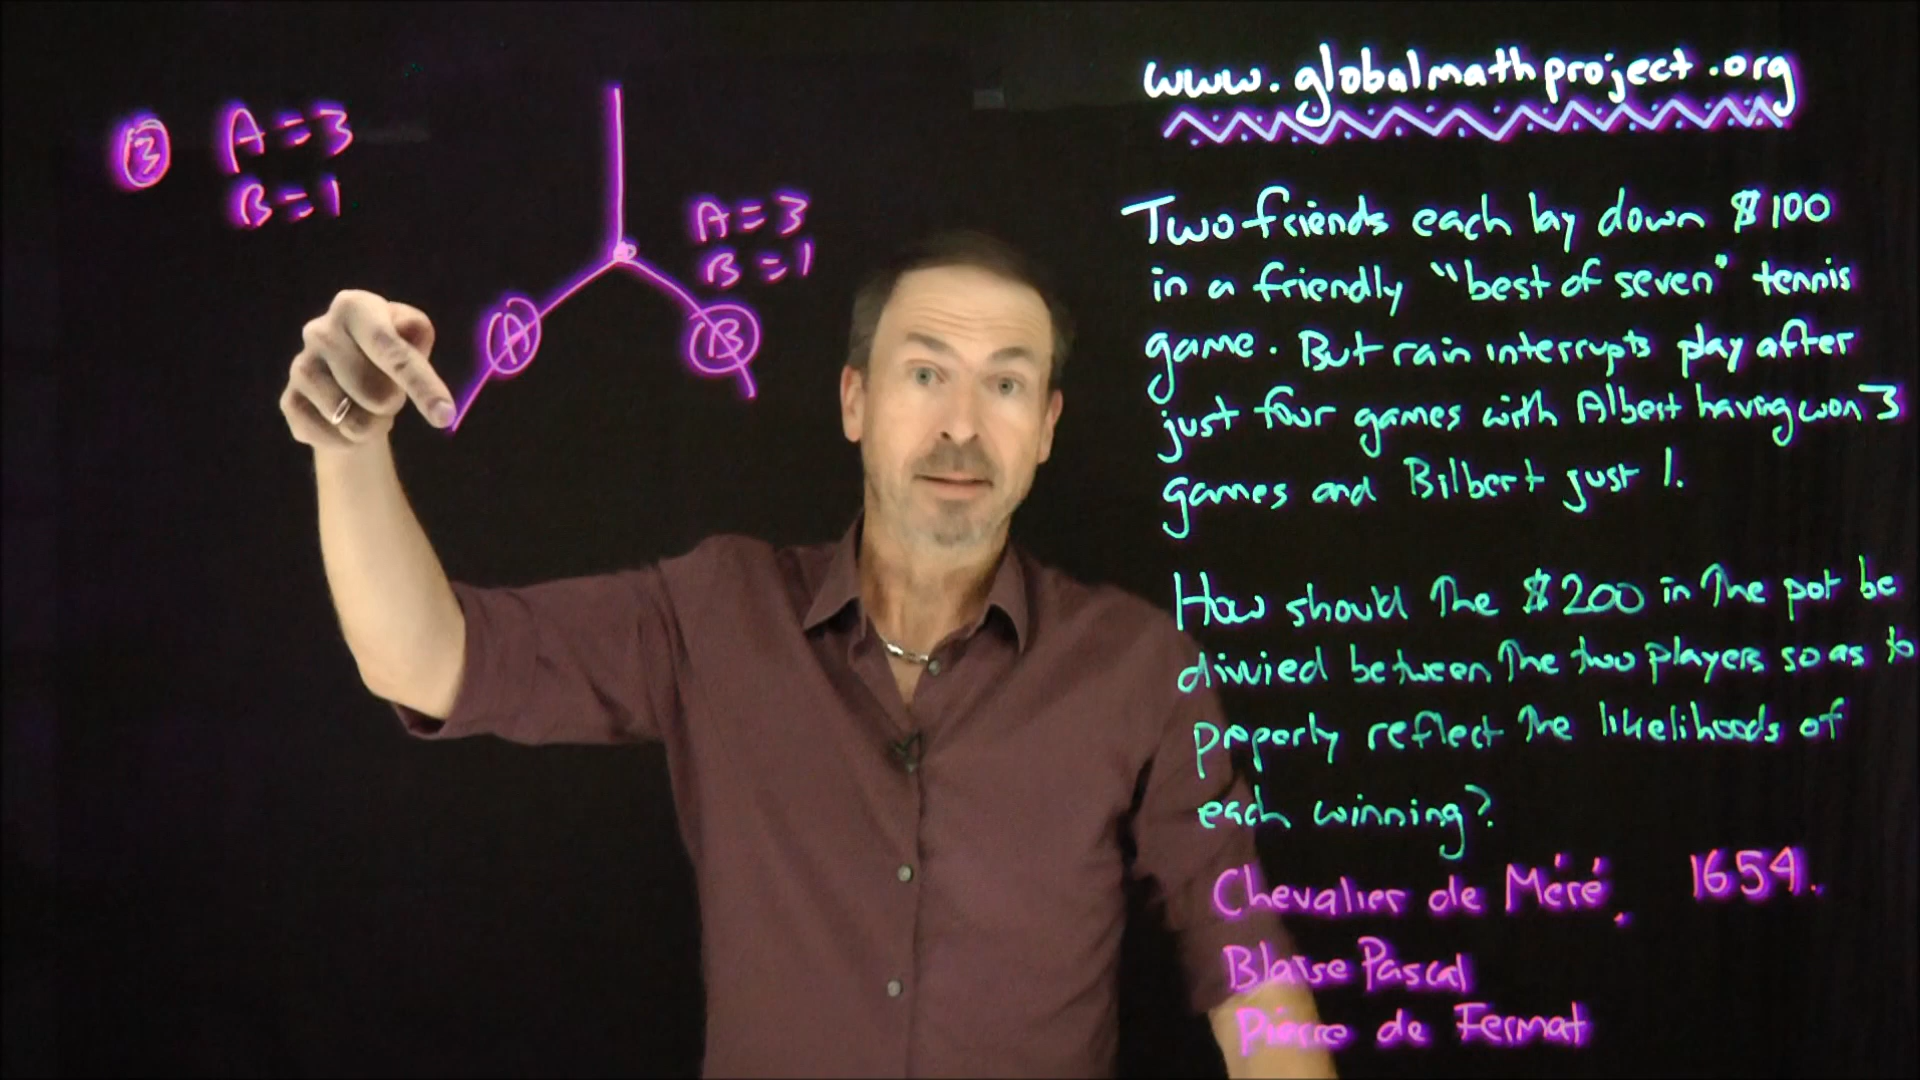 www.globalmathproject.org
③ A = 3
B = 1
A = 3
B = 1
A
B
Two friends each lay down $100
in a friendly "best of seven" tennis
game. But rain interrupts play after
just four games with Albert having won 3
games and Bilbert just 1.
How should the $200 in the pot be
divvied between the two players so as to
properly reflect the likelihoods of
each winning?
Chevalier de Méré, 1654.
Blaise Pascal
Pierre de Fermat